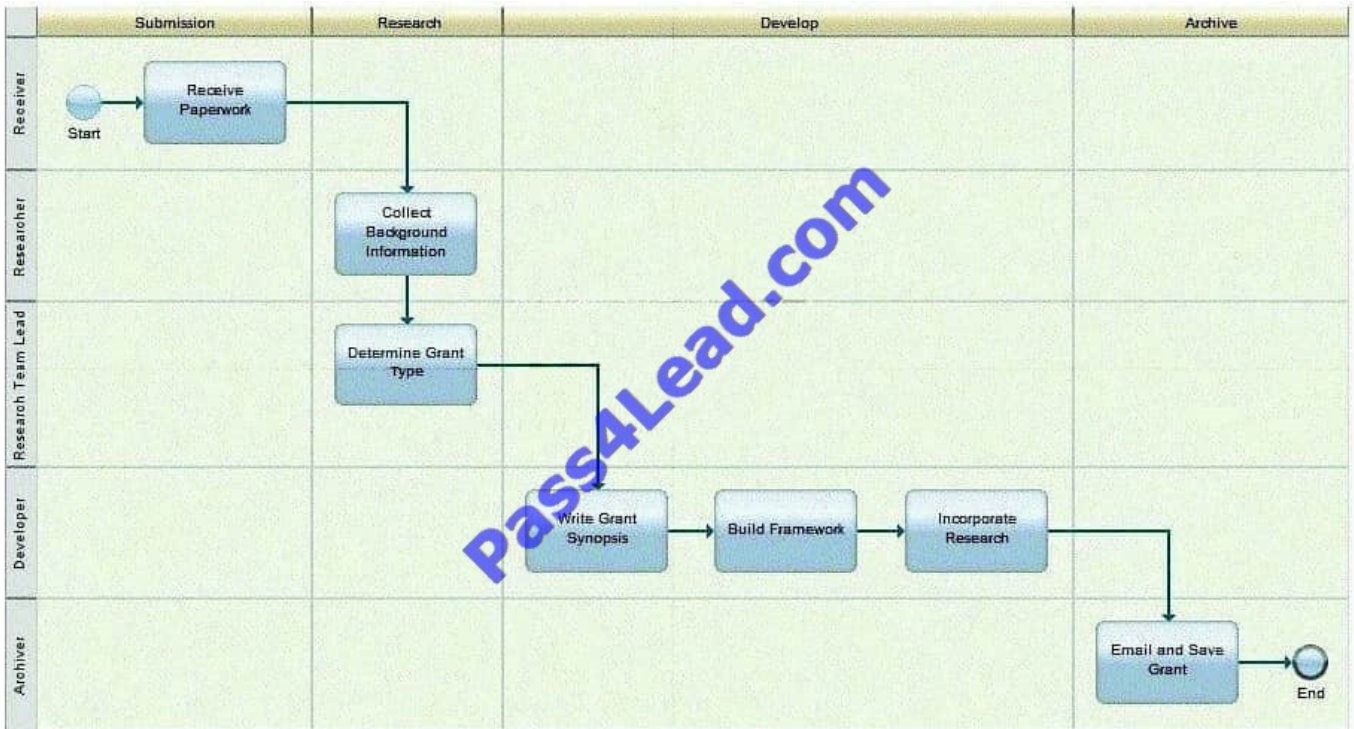 Submission
Research
Develop
Archive
Receiver
Start
Receive
Paperwork
Researcher
Collect
Background
Information
Research Team Lead
Determine Grant
Type
Developer
Write Grant
Synopsis
Build Framework
Incorporate
Research
Archiver
Email and Save
Grant
End
Pass4Lead.com